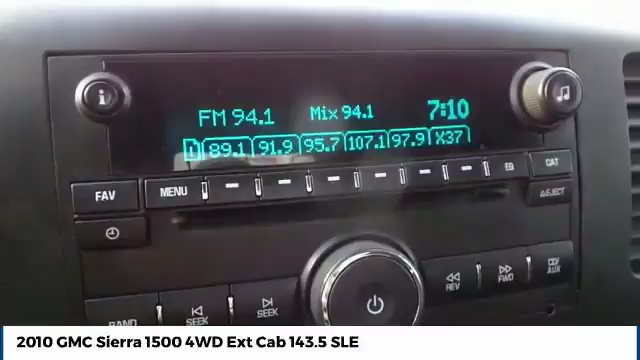 FM 94.1 Mix 94.1 7:10
1 89.1 91.9 95.7 107.1 97.9 X37
FAV MENU EQ CAT
EJECT
BAND SEEK SEEK REV FWD CD/AUX
2010 GMC Sierra 1500 4WD Ext Cab 143.5 SLE